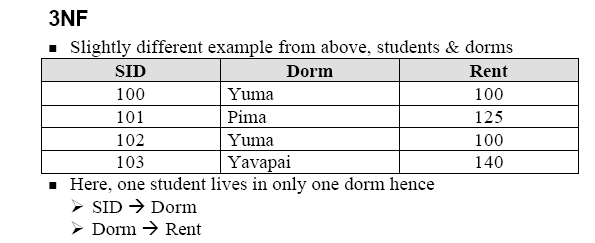 3NF
▪ Slightly different example from above, students & dorms
SID Dorm Rent
100 Yuma 100
101 Pima 125
102 Yuma 100
103 Yavapai 140
▪ Here, one student lives in only one dorm hence
➢ SID → Dorm
➢ Dorm → Rent